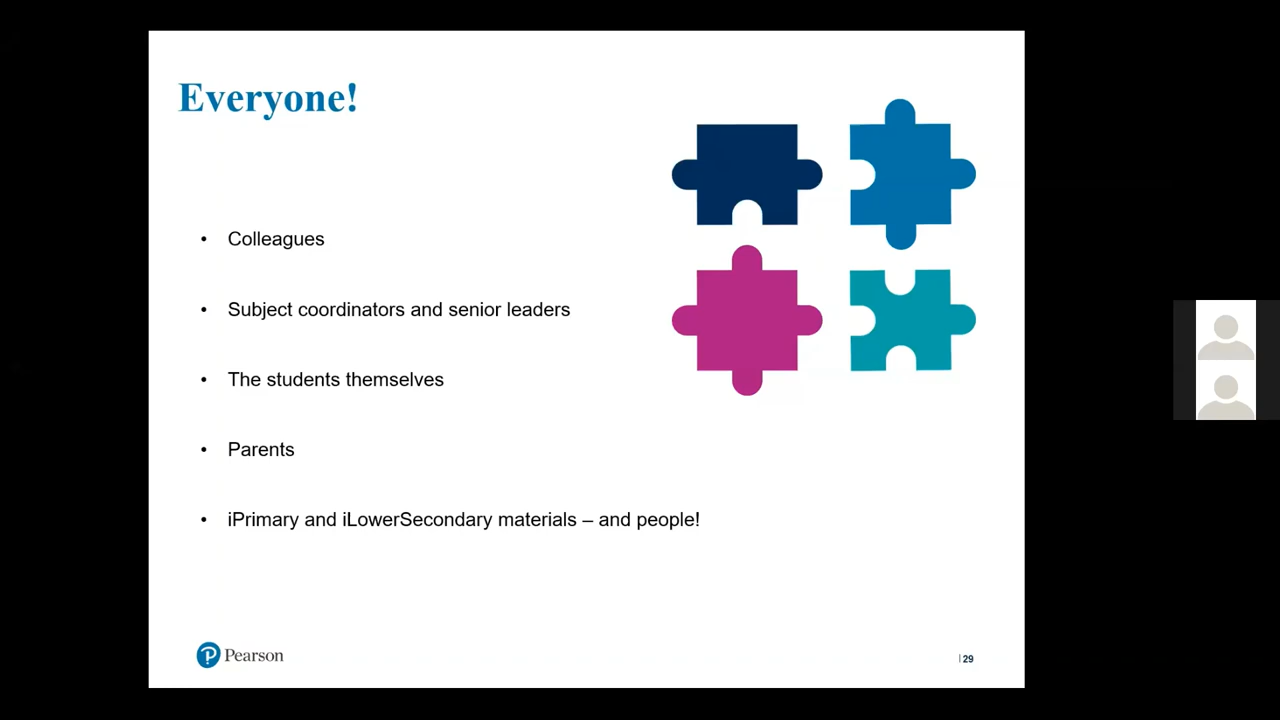 Everyone!
• Colleagues
• Subject coordinators and senior leaders
• The students themselves
• Parents
• iPrimary and iLowerSecondary materials – and people!
Pearson
| 29